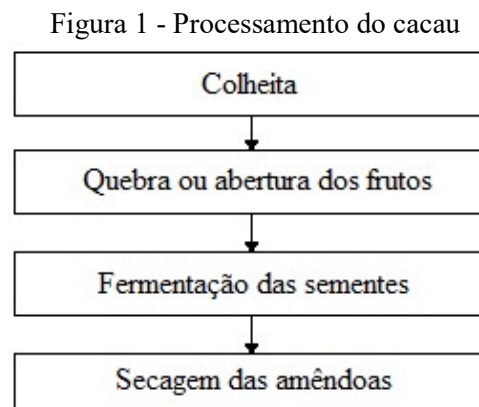 Figura 1 - Processamento do cacau
Colheita
Quebra ou abertura dos frutos
Fermentação das sementes
Secagem das amêndoas